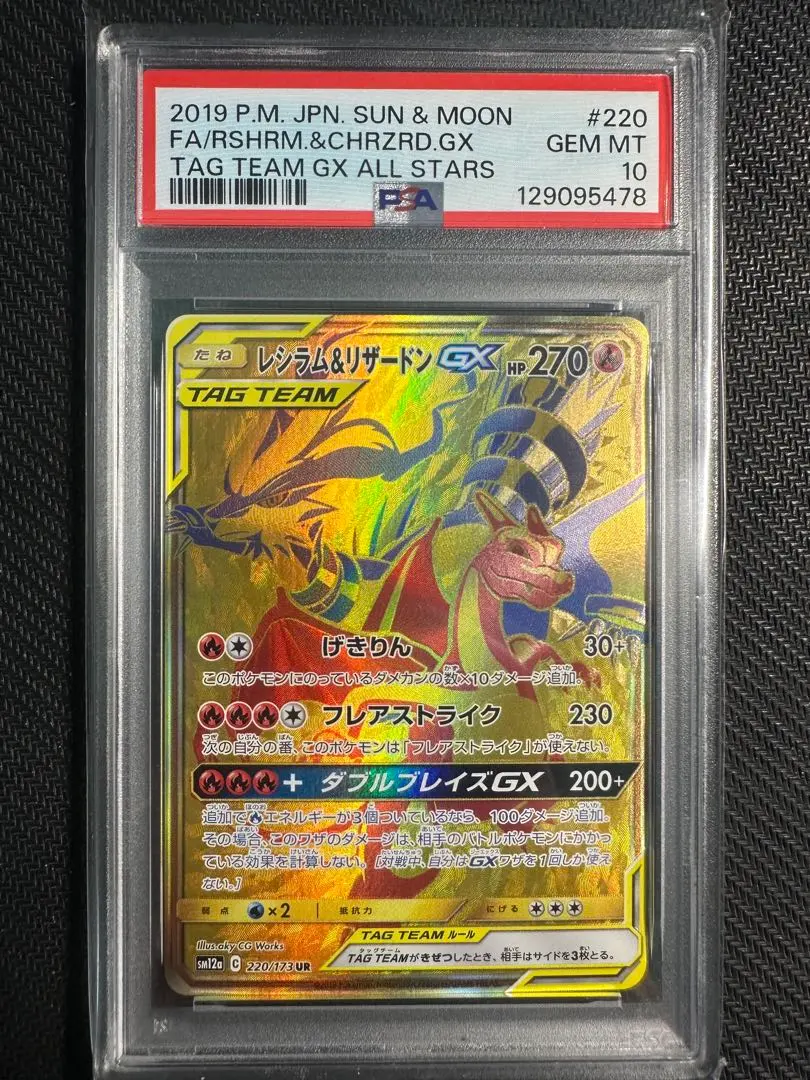 2019 P.M. JPN. SUN & MOON #220
FA/RSHRM.&CHRZRD.GX GEM MT
TAG TEAM GX ALL STARS 10
PSA 129095478
たね レシラム&リザードンGX HP270
TAG TEAM
げきりん 30+
このポケモンにのっているダメカンの数×10ダメージ追加。
フレアストライク 230
次の自分の番、このポケモンは「フレアストライク」が使えない。
+ ダブルブレイズGX 200+
追加でエネルギーが3個ついているなら、100ダメージ追加。
その場合、このワザのダメージは、相手のバトルポケモンにかかっ
ている効果を計算しない。[対戦中、自分はGXワザを1回しか使え
ない。]
弱点 ×2 抵抗力 にげる
TAG TEAM ルール
Illus.aky CG Works
TAG TEAMがきぜつしたとき、相手はサイドを3枚とる。
sm12a C 220/173 UR